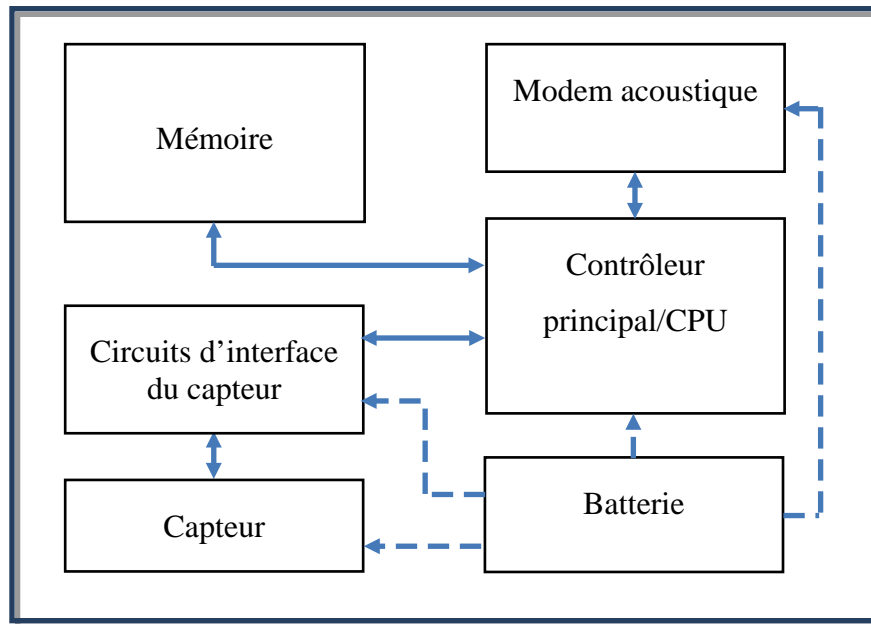 Mémoire
Modem acoustique
Contrôleur
principal/CPU
Circuits d’interface
du capteur
Capteur
Batterie